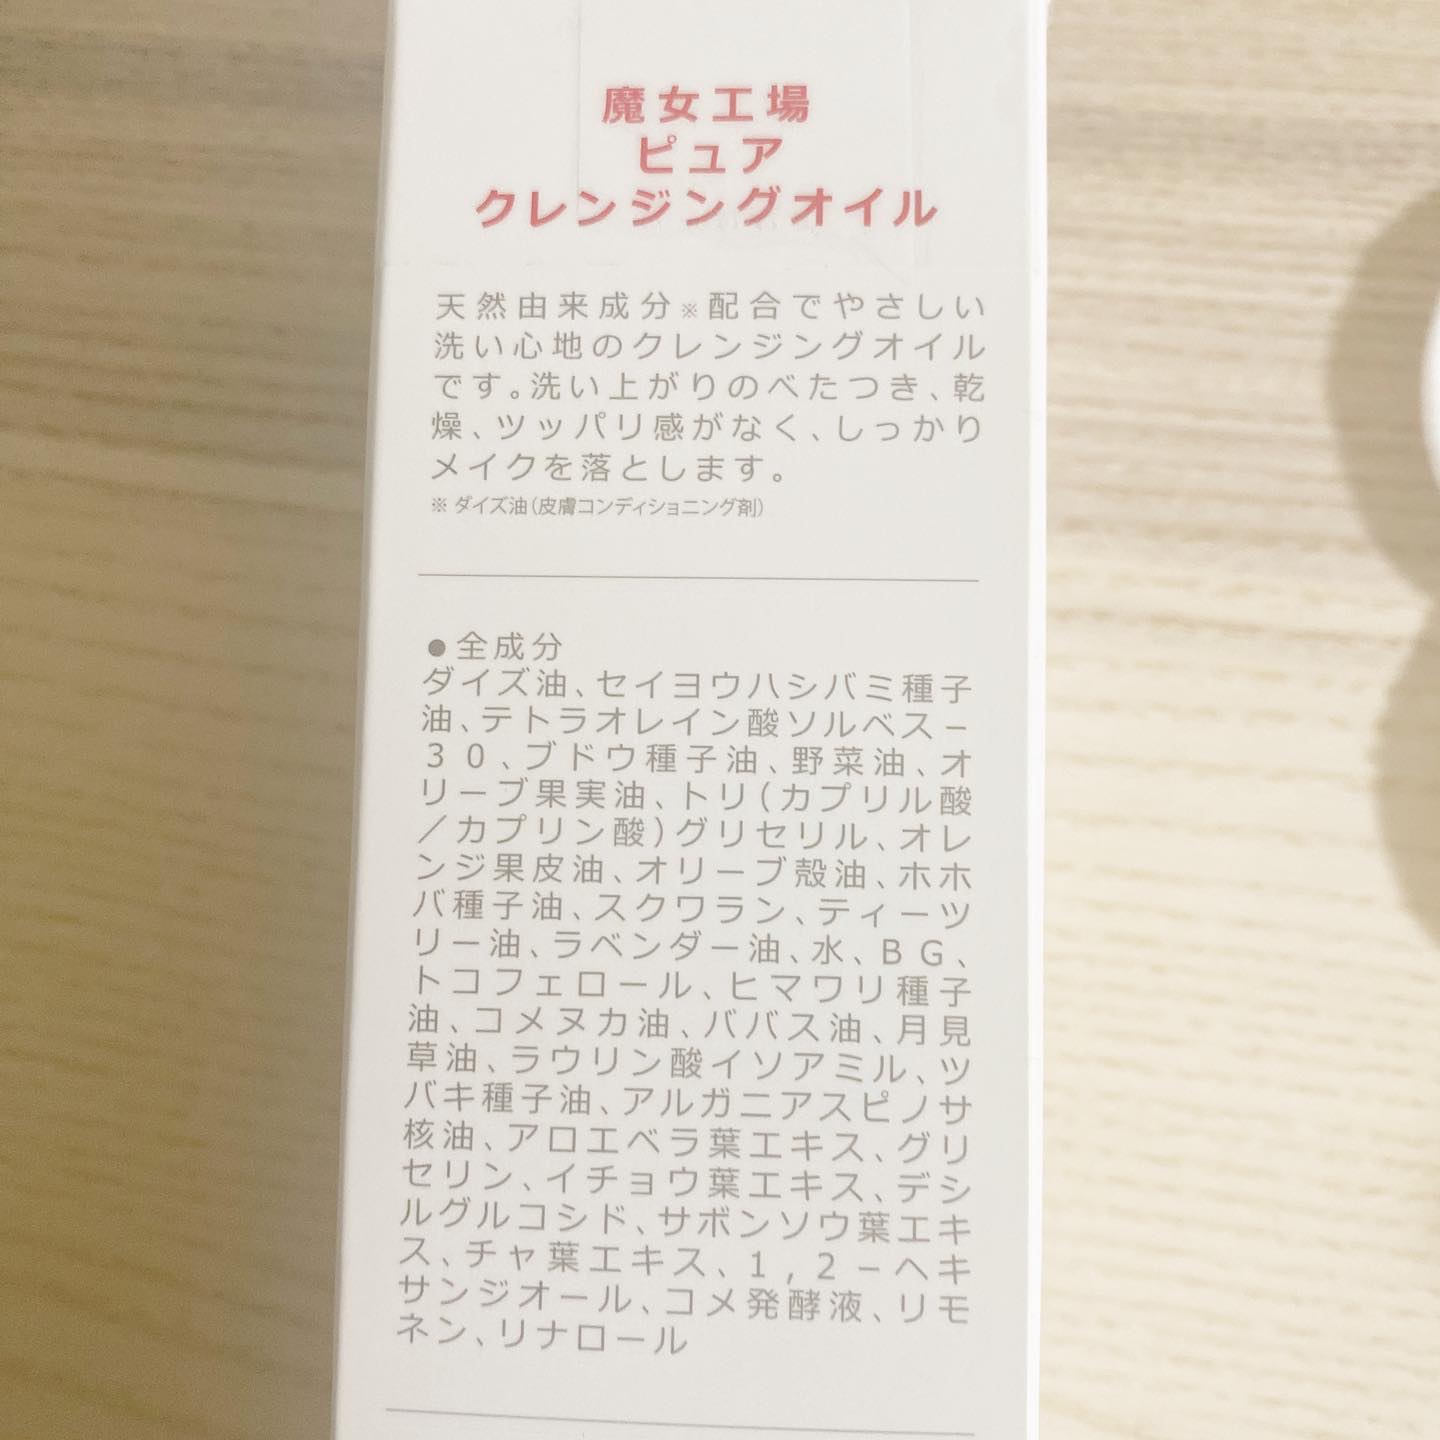 魔女工場
ピュア
クレンジングオイル
天然由来成分※配合でやさしい
洗い心地のクレンジングオイル
です。洗い上がりのべたつき、乾
燥、ツッパリ感がなく、しっかり
メイクを落とします。
※ ダイズ油(皮膚コンディショニング剤)
●全成分
ダイズ油、セイヨウハシバミ種子
油、テトラオレイン酸ソルベス－
３０、ブドウ種子油、野菜油、オ
リーブ果実油、トリ(カプリル酸
／カプリン酸)グリセリル、オレ
ンジ果皮油、オリーブ殻油、ホホ
バ種子油、スクワラン、ティーツ
リー油、ラベンダー油、水、ＢＧ、
トコフェロール、ヒマワリ種子
油、コメヌカ油、ババス油、月見
草油、ラウリン酸イソアミル、ツ
バキ種子油、アルガニアスピノサ
核油、アロエベラ葉エキス、グリ
セリン、イチョウ葉エキス、デシ
ルグルコシド、サボンソウ葉エキ
ス、チャ葉エキス、１,２－ヘキ
サンジオール、コメ発酵液、リモ
ネン、リナロール